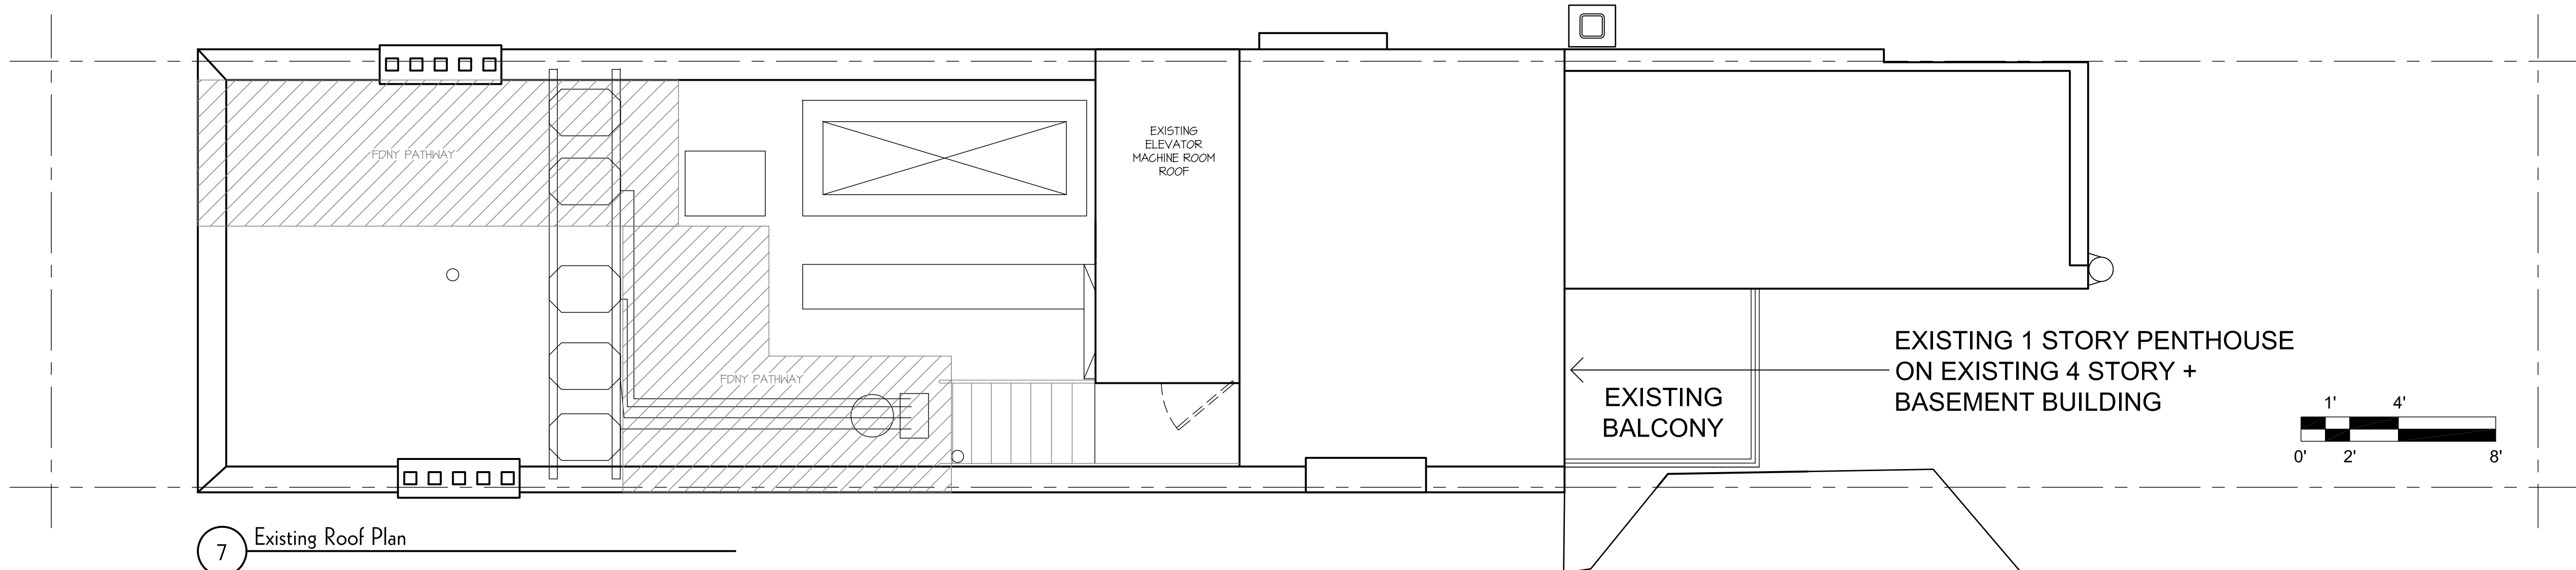 FDNY PATHWAY
EXISTING
ELEVATOR
MACHINE ROOM
ROOF
FDNY PATHWAY
EXISTING
BALCONY
EXISTING 1 STORY PENTHOUSE
ON EXISTING 4 STORY +
BASEMENT BUILDING
1' 4'
0' 2' 8'
7 Existing Roof Plan